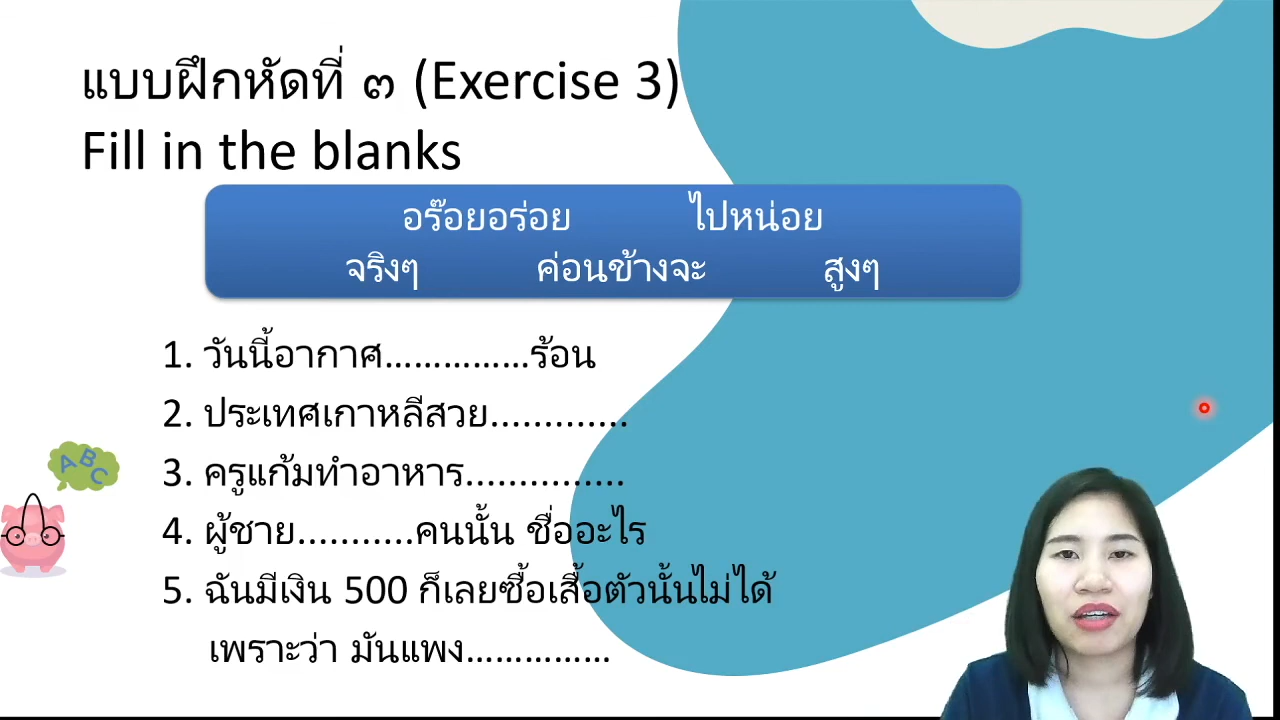 แบบฝึกหัดที่ ๓ (Exercise 3)
Fill in the blanks
อร๊อยอร่อย ไปหน่อย
จริงๆ ค่อนข้างจะ สูงๆ
1. วันนี้อากาศ...............ร้อน
2. ประเทศเกาหลีสวย.............
3. ครูแก้มทำอาหาร...............
4. ผู้ชาย...........คนนั้น ชื่ออะไร
5. ฉันมีเงิน 500 ก็เลยซื้อเสื้อตัวนั้นไม่ได้
เพราะว่า มันแพง...............
ABC